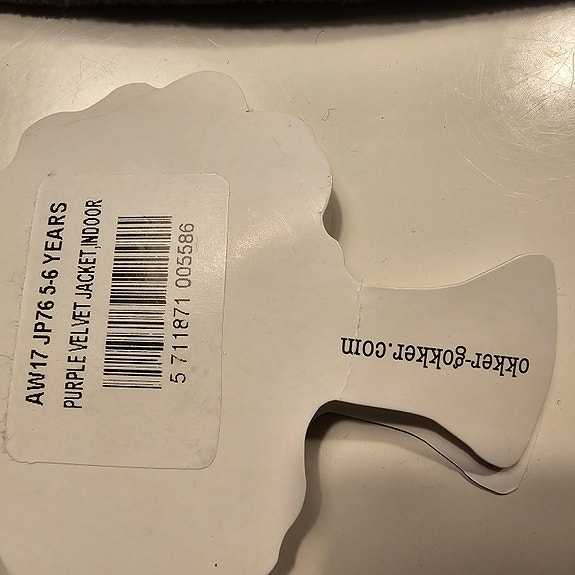 AW17 JP76 5-6 YEARS
PURPLE VELVET JACKET,INDOOR
5 711871 005586
okker-gokker.com